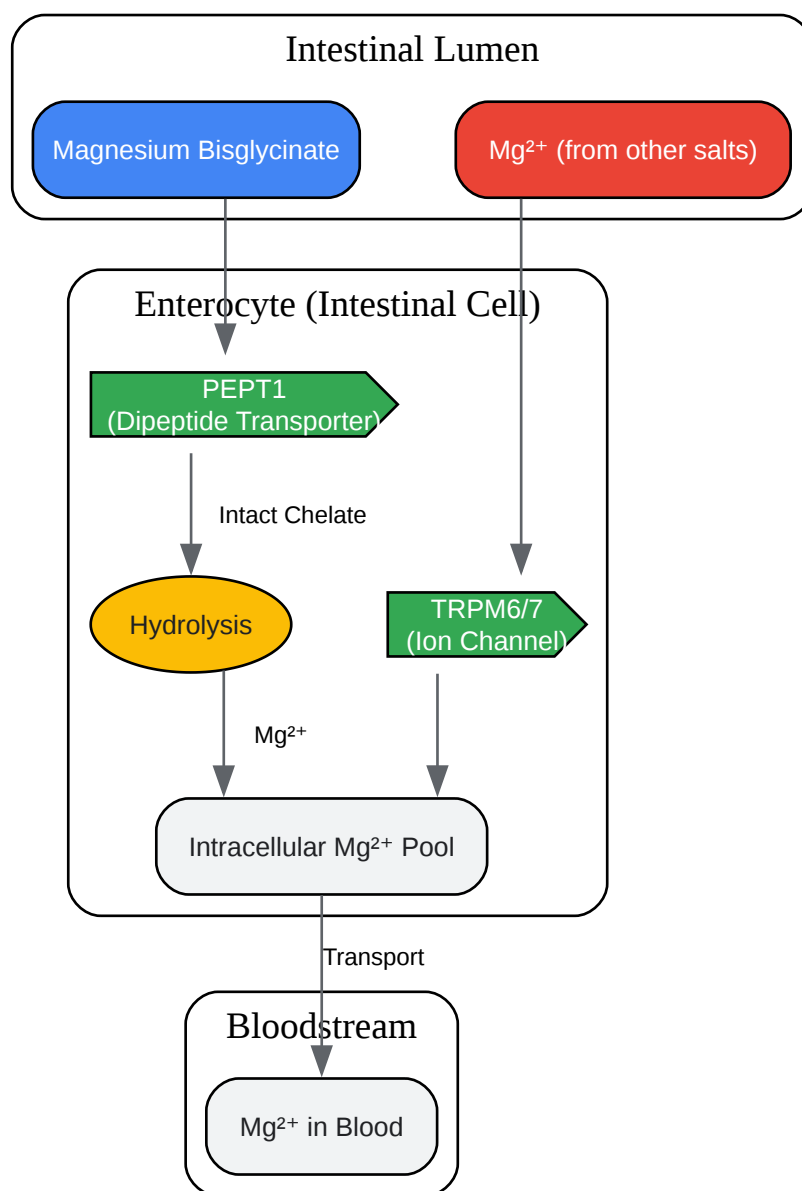 Intestinal Lumen
Magnesium Bisglycinate
Mg²⁺ (from other salts)
Enterocyte (Intestinal Cell)
PEPT1
(Dipeptide Transporter)
Intact Chelate
Hydrolysis
TRPM6/7
(Ion Channel)
Mg²⁺
Intracellular Mg²⁺ Pool
Transport
Bloodstream
Mg²⁺ in Blood